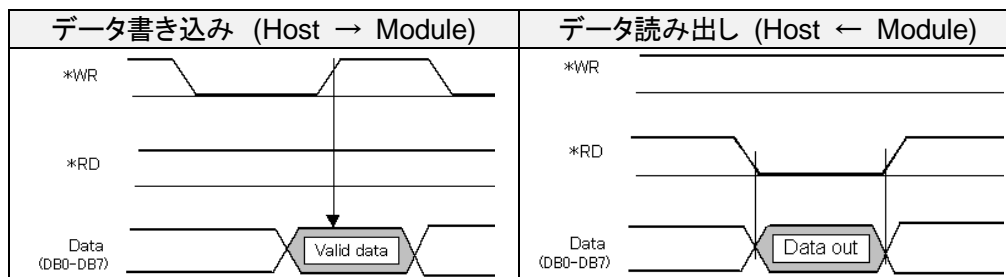 データ書き込み (Host → Module)
データ読み出し (Host ← Module)
*WR
*RD
Data
(DB0-DB7)
Valid data
*WR
*RD
Data
(DB0-DB7)
Data out